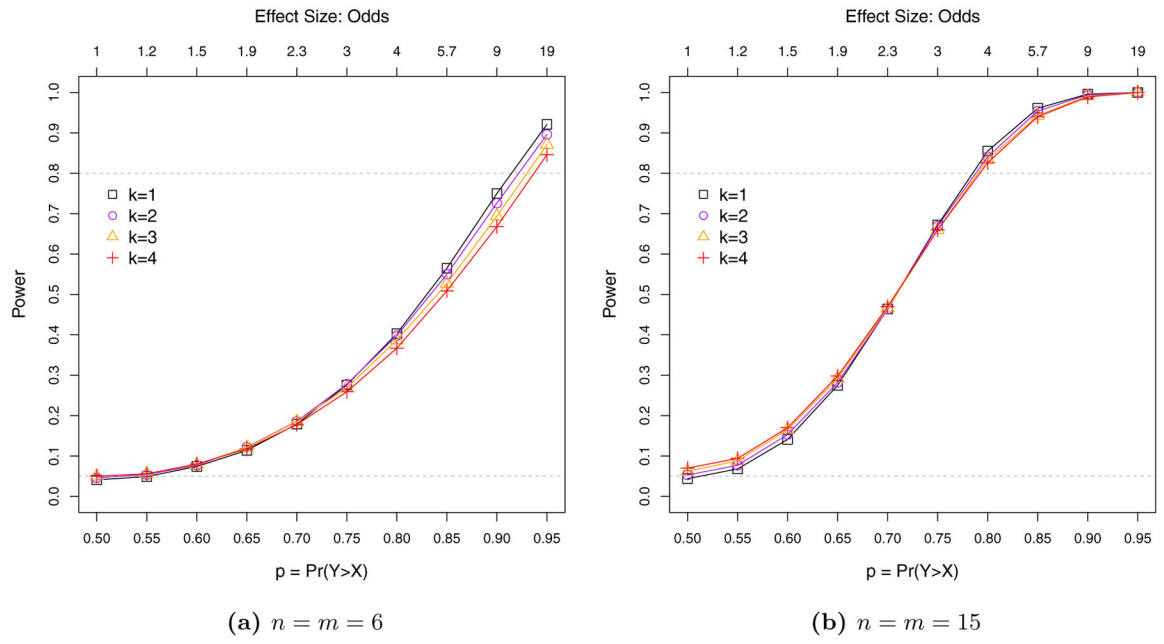 Effect Size: Odds
1 1.2 1.5 1.9 2.3 3 4 5.7 9 19
Power
1.0
0.9
0.8
0.7
0.6
0.5
0.4
0.3
0.2
0.1
0.0
k=1
k=2
k=3
k=4
0.50 0.55 0.60 0.65 0.70 0.75 0.80 0.85 0.90 0.95
p = Pr(Y>X)
(a) n = m = 6
Effect Size: Odds
1 1.2 1.5 1.9 2.3 3 4 5.7 9 19
Power
1.0
0.9
0.8
0.7
0.6
0.5
0.4
0.3
0.2
0.1
0.0
k=1
k=2
k=3
k=4
0.50 0.55 0.60 0.65 0.70 0.75 0.80 0.85 0.90 0.95
p = Pr(Y>X)
(b) n = m = 15